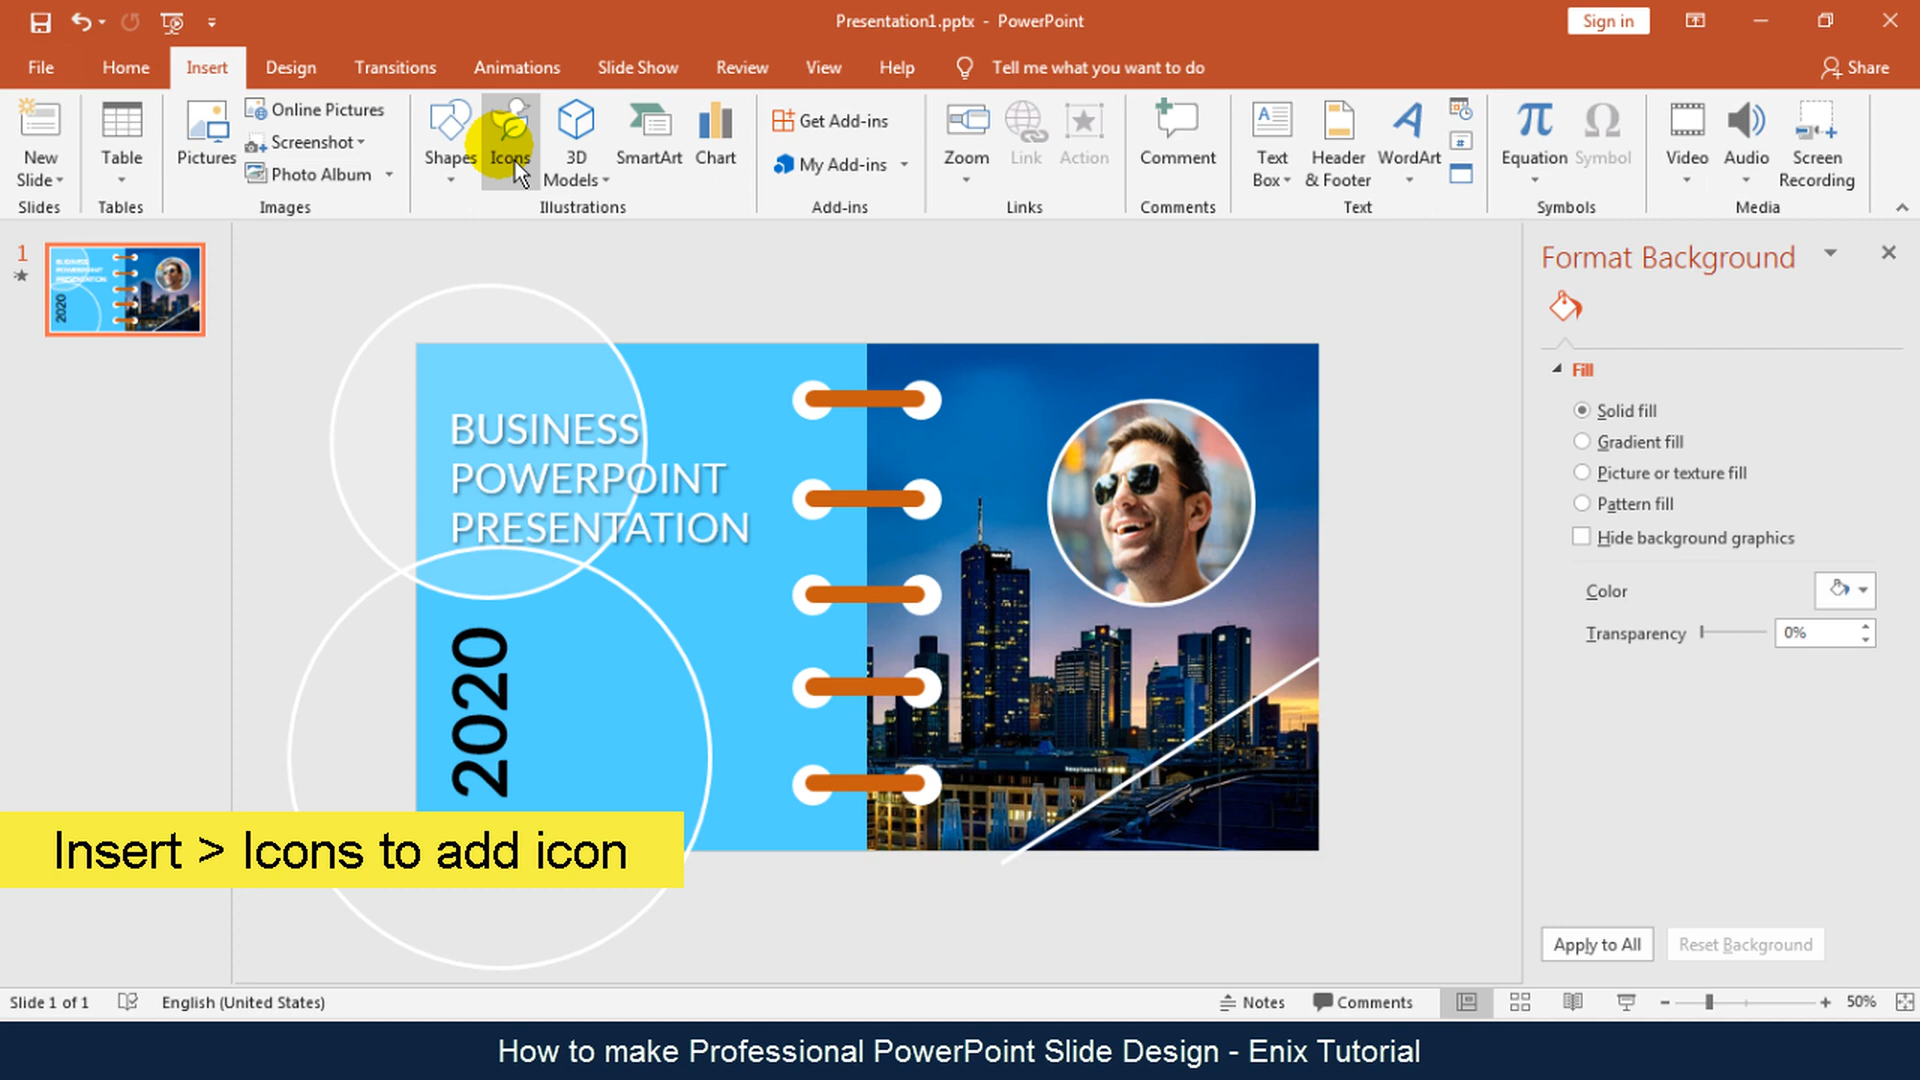 Presentation1.pptx - PowerPoint
Sign in
File Home Insert Design Transitions Animations Slide Show Review View Help Tell me what you want to do Share
New Slide
Slides
Table
Tables
Pictures
Online Pictures
Screenshot
Photo Album
Images
Shapes
Icons
3D Models
SmartArt
Chart
Illustrations
Get Add-ins
My Add-ins
Add-ins
Zoom
Link
Action
Links
Comment
Comments
Text Box
Header & Footer
WordArt
Text
Equation
Symbol
Symbols
Video
Audio
Screen Recording
Media
1
BUSINESS
POWERPOINT
PRESENTATION
2020
BUSINESS
POWERPOINT
PRESENTATION
2020
Format Background
Fill
Solid fill
Gradient fill
Picture or texture fill
Pattern fill
Hide background graphics
Color
Transparency 0%
Apply to All Reset Background
Insert > Icons to add icon
Slide 1 of 1 English (United States) Notes Comments 50%
How to make Professional PowerPoint Slide Design - Enix Tutorial